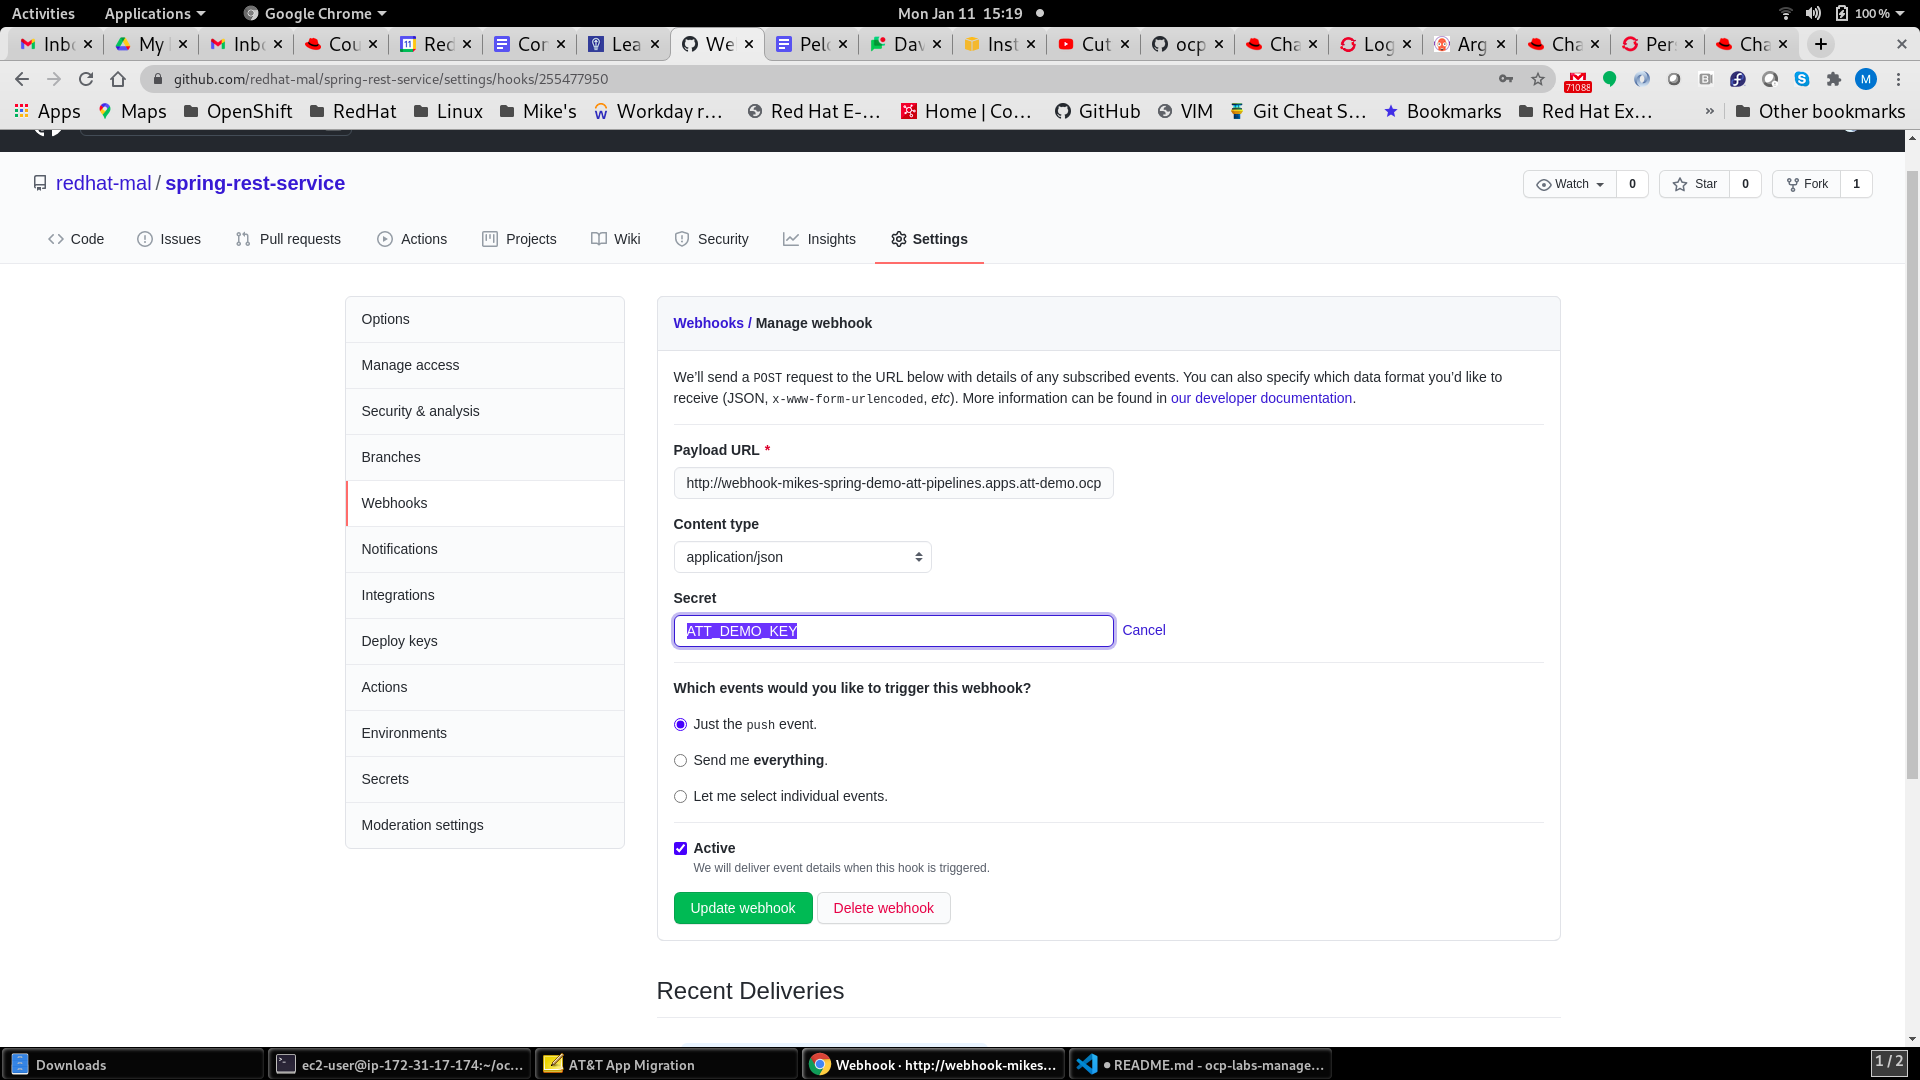 Activities Applications Google Chrome Mon Jan 11 15:19 100 %
Inbo My Inbo Cou Red Con Lea We Pelo Dav Inst Cut ocp Cha Log Arg Cha Per Cha
github.com/redhat-mal/spring-rest-service/settings/hooks/255477950 71088 M
Apps Maps OpenShift RedHat Linux Mike's Workday r... Red Hat E-... Home | Co... GitHub VIM Git Cheat S... Bookmarks Red Hat Ex... » Other bookmarks
redhat-mal / spring-rest-service Watch 0 Star 0 Fork 1
Code Issues Pull requests Actions Projects Wiki Security Insights Settings
Options
Manage access
Security & analysis
Branches
Webhooks
Notifications
Integrations
Deploy keys
Actions
Environments
Secrets
Moderation settings
Webhooks / Manage webhook
We’ll send a POST request to the URL below with details of any subscribed events. You can also specify which data format you’d like to
receive (JSON, x-www-form-urlencoded, etc). More information can be found in our developer documentation.
Payload URL *
http://webhook-mikes-spring-demo-att-pipelines.apps.att-demo.ocp
Content type
application/json
Secret
ATT_DEMO_KEY Cancel
Which events would you like to trigger this webhook?
Just the push event.
Send me everything.
Let me select individual events.
Active
We will deliver event details when this hook is triggered.
Update webhook Delete webhook
Recent Deliveries
Downloads ec2-user@ip-172-31-17-174:~/oc... AT&T App Migration Webhook · http://webhook-mikes... ● README.md - ocp-labs-manage... 1 / 2